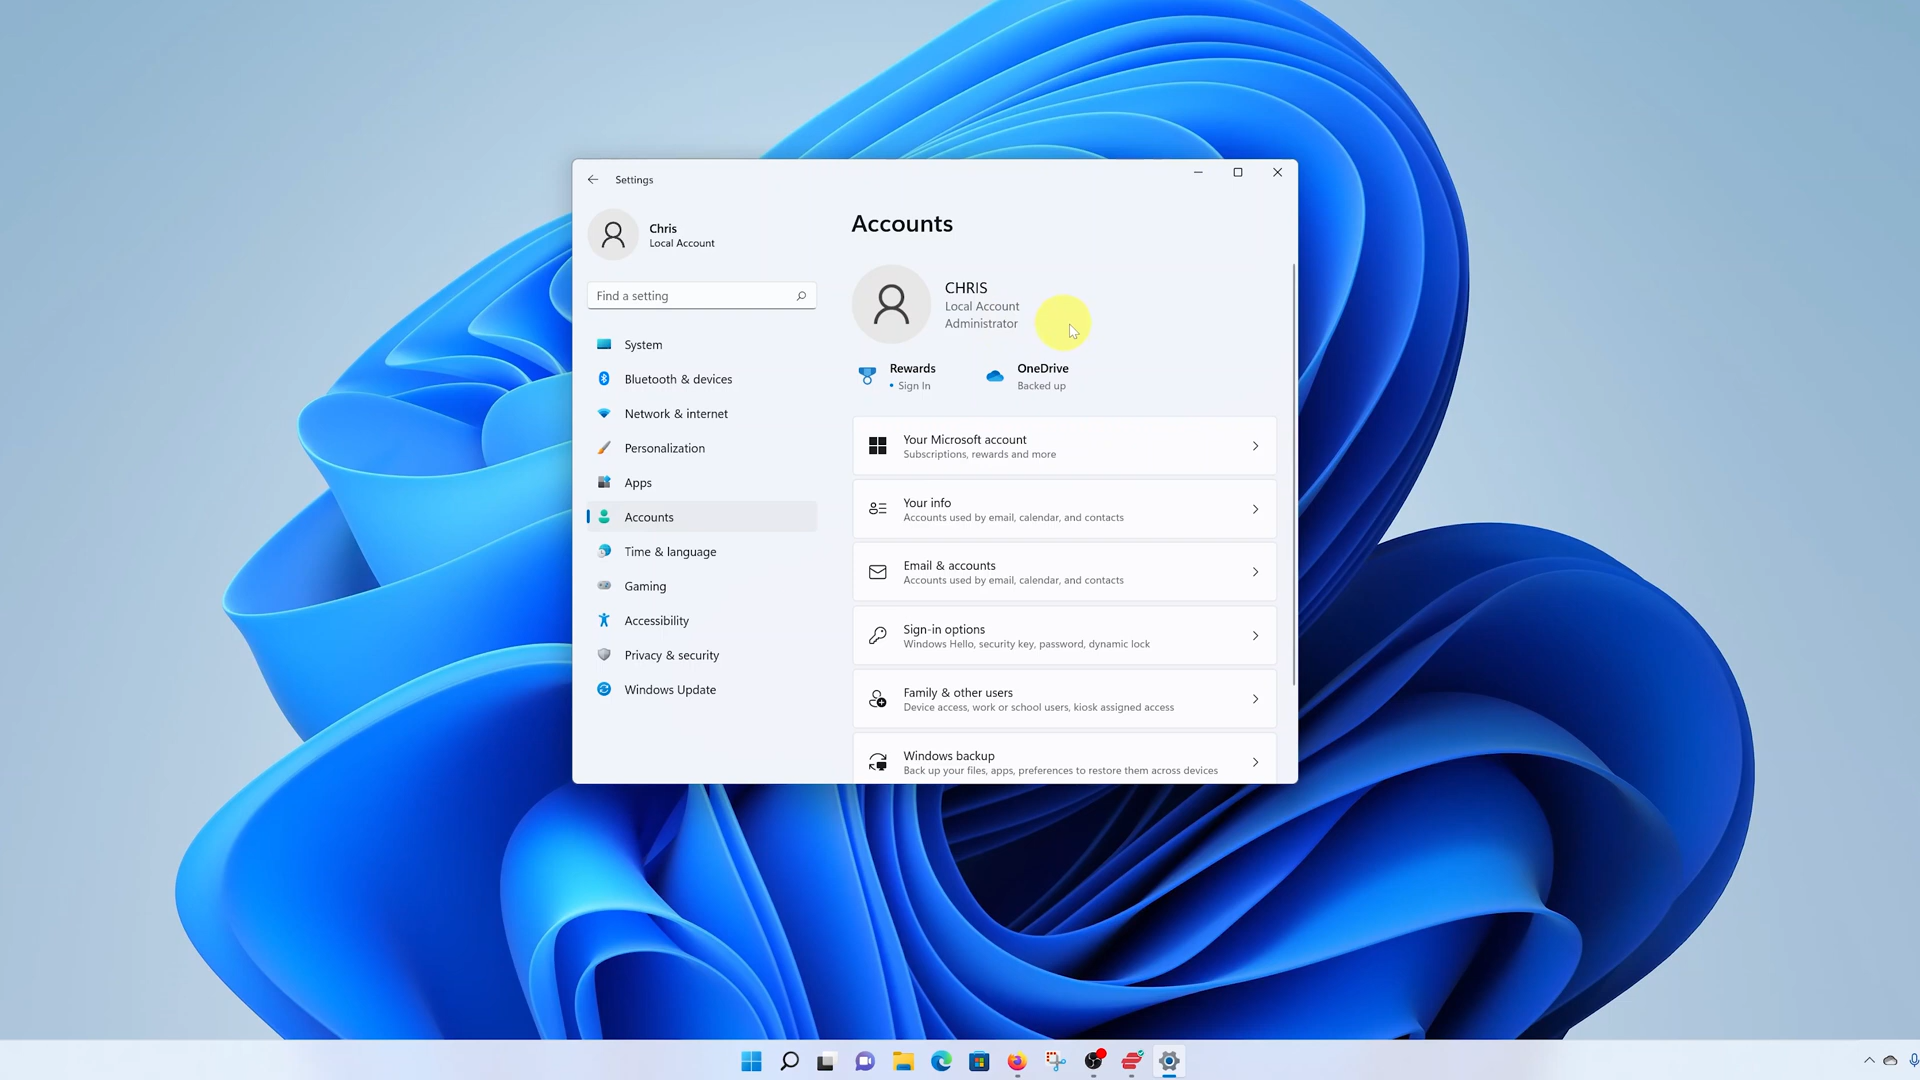 Settings
Chris
Local Account
Find a setting
System
Bluetooth & devices
Network & internet
Personalization
Apps
Accounts
Time & language
Gaming
Accessibility
Privacy & security
Windows Update
Accounts
CHRIS
Local Account
Administrator
Rewards
• Sign In
OneDrive
Backed up
Your Microsoft account
Subscriptions, rewards and more
Your info
Accounts used by email, calendar, and contacts
Email & accounts
Accounts used by email, calendar, and contacts
Sign-in options
Windows Hello, security key, password, dynamic lock
Family & other users
Device access, work or school users, kiosk assigned access
Windows backup
Back up your files, apps, preferences to restore them across devices